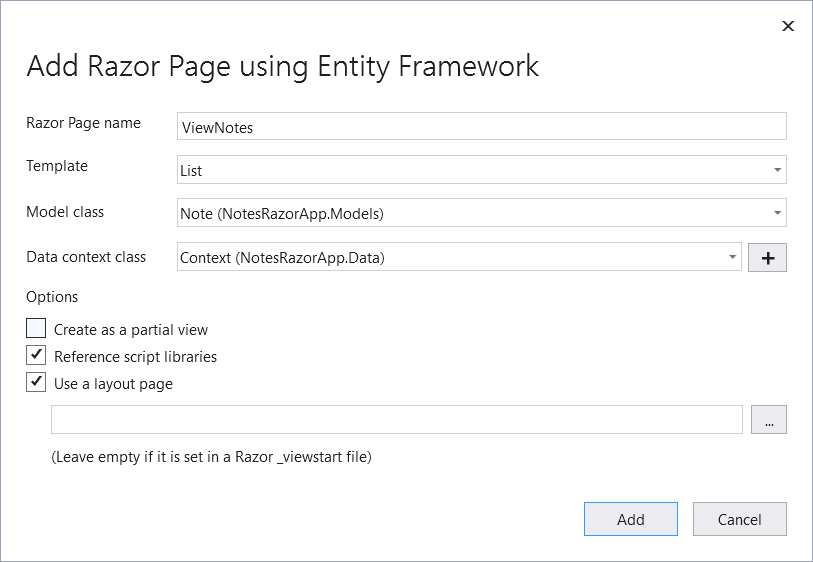 Add Razor Page using Entity Framework
Razor Page name
ViewNotes
Template
List
Model class
Note (NotesRazorApp.Models)
Data context class
Context (NotesRazorApp.Data)
+
Options
Create as a partial view
Reference script libraries
Use a layout page
...
(Leave empty if it is set in a Razor _viewstart file)
Add
Cancel